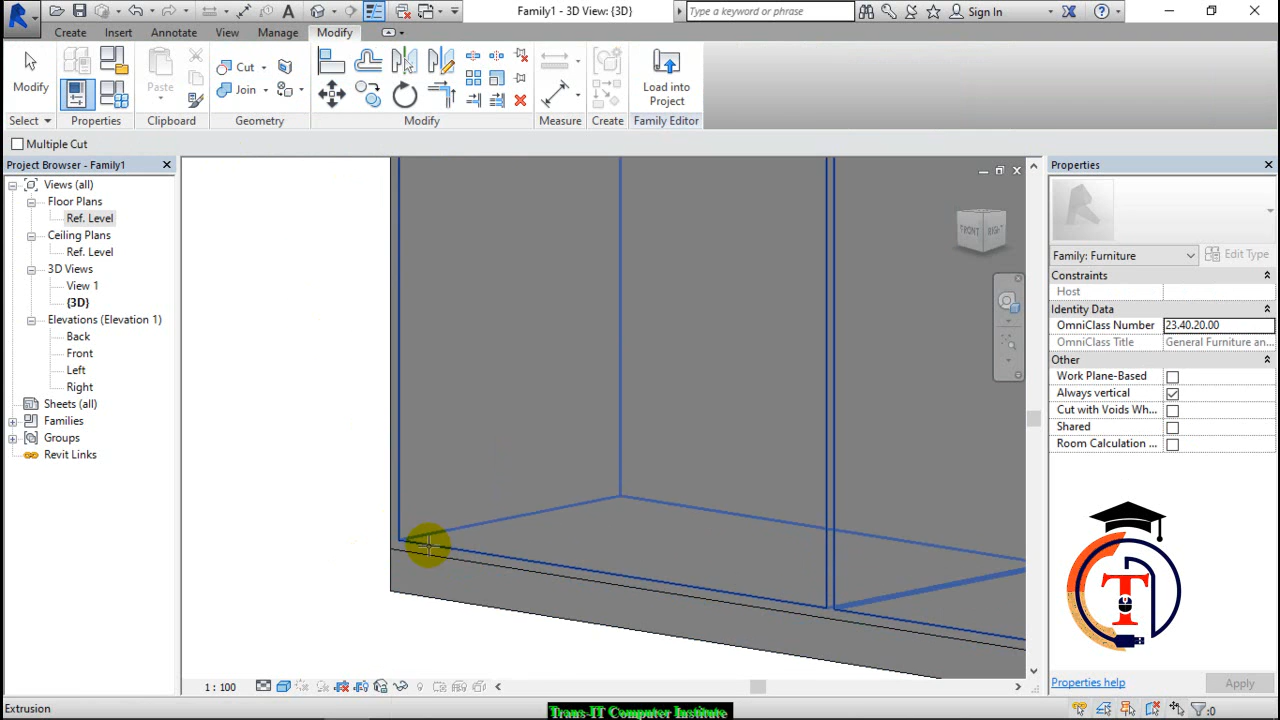 Family1 - 3D View: {3D}
Type a keyword or phrase
Sign In
Create
Insert
Annotate
View
Manage
Modify
Modify
Paste
Cut
Join
Load into
Project
Select
Properties
Clipboard
Geometry
Modify
Measure
Create
Family Editor
Multiple Cut
Project Browser - Family1
Views (all)
Floor Plans
Ref. Level
Ceiling Plans
Ref. Level
3D Views
View 1
{3D}
Elevations (Elevation 1)
Back
Front
Left
Right
Sheets (all)
Families
Groups
Revit Links
FRONT
RIGHT
Properties
Family: Furniture
Edit Type
Constraints
Host
Identity Data
OmniClass Number 23.40.20.00
OmniClass Title General Furniture an...
Other
Work Plane-Based
Always vertical
Cut with Voids Wh...
Shared
Room Calculation ...
T
Properties help
Apply
1 : 100
Extrusion
Trans-IT Computer Institute
:0